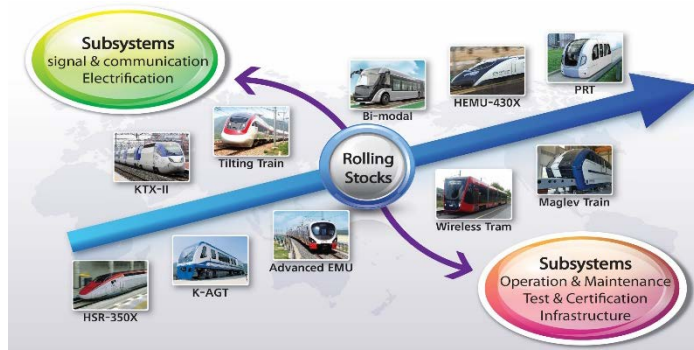 Subsystems
signal & communication
Electrification
Bi-modal
HEMU-430X
PRT
KTX-II
Tilting Train
Rolling
Stocks
Wireless Tram
Maglev Train
HSR-350X
K-AGT
Advanced EMU
Subsystems
Operation & Maintenance
Test & Certification
Infrastructure